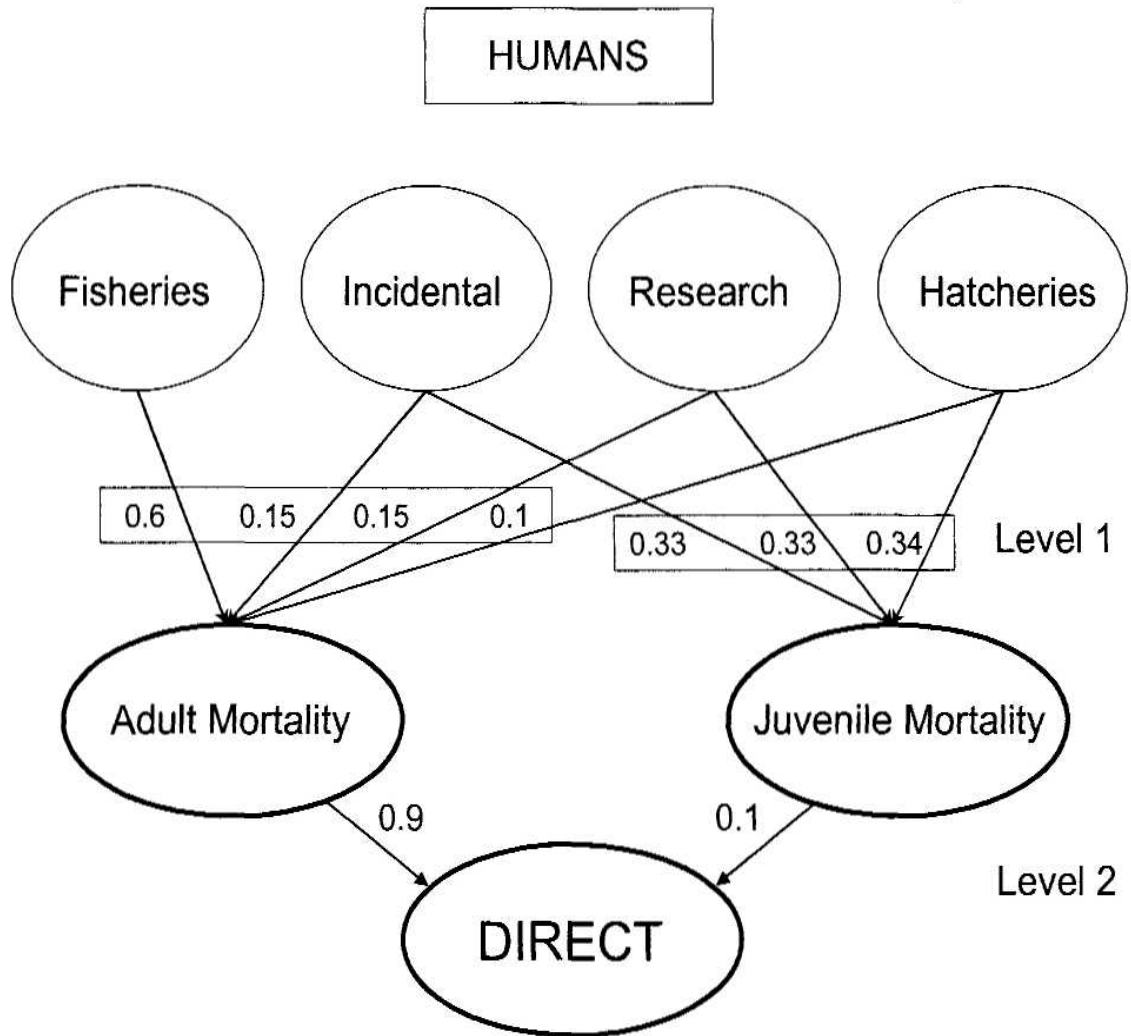 HUMANS
Fisheries Incidental Research Hatcheries
0.6 0.15 0.15 0.1
0.33 0.33 0.34 Level 1
Adult Mortality Juvenile Mortality
0.9 0.1
Level 2
DIRECT